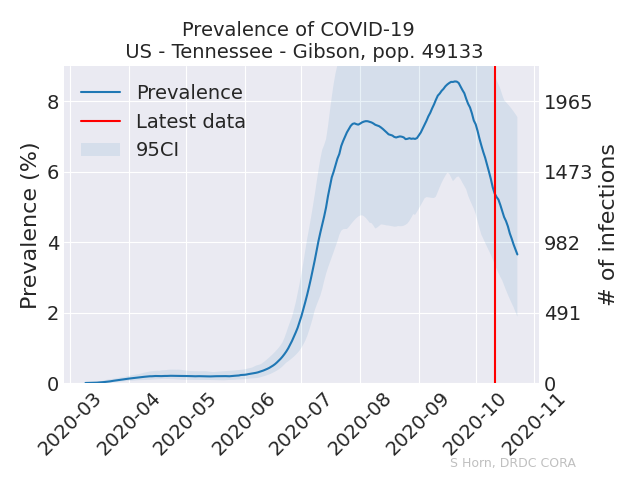 Prevalence of COVID-19
US - Tennessee - Gibson, pop. 49133
Prevalence
Latest data
95CI
Prevalence (%)
8
6
4
2
0
1965
1473
982
491
0
# of infections
2020-03
2020-04
2020-05
2020-06
2020-07
2020-08
2020-09
2020-10
2020-11
S Horn, DRDC CORA